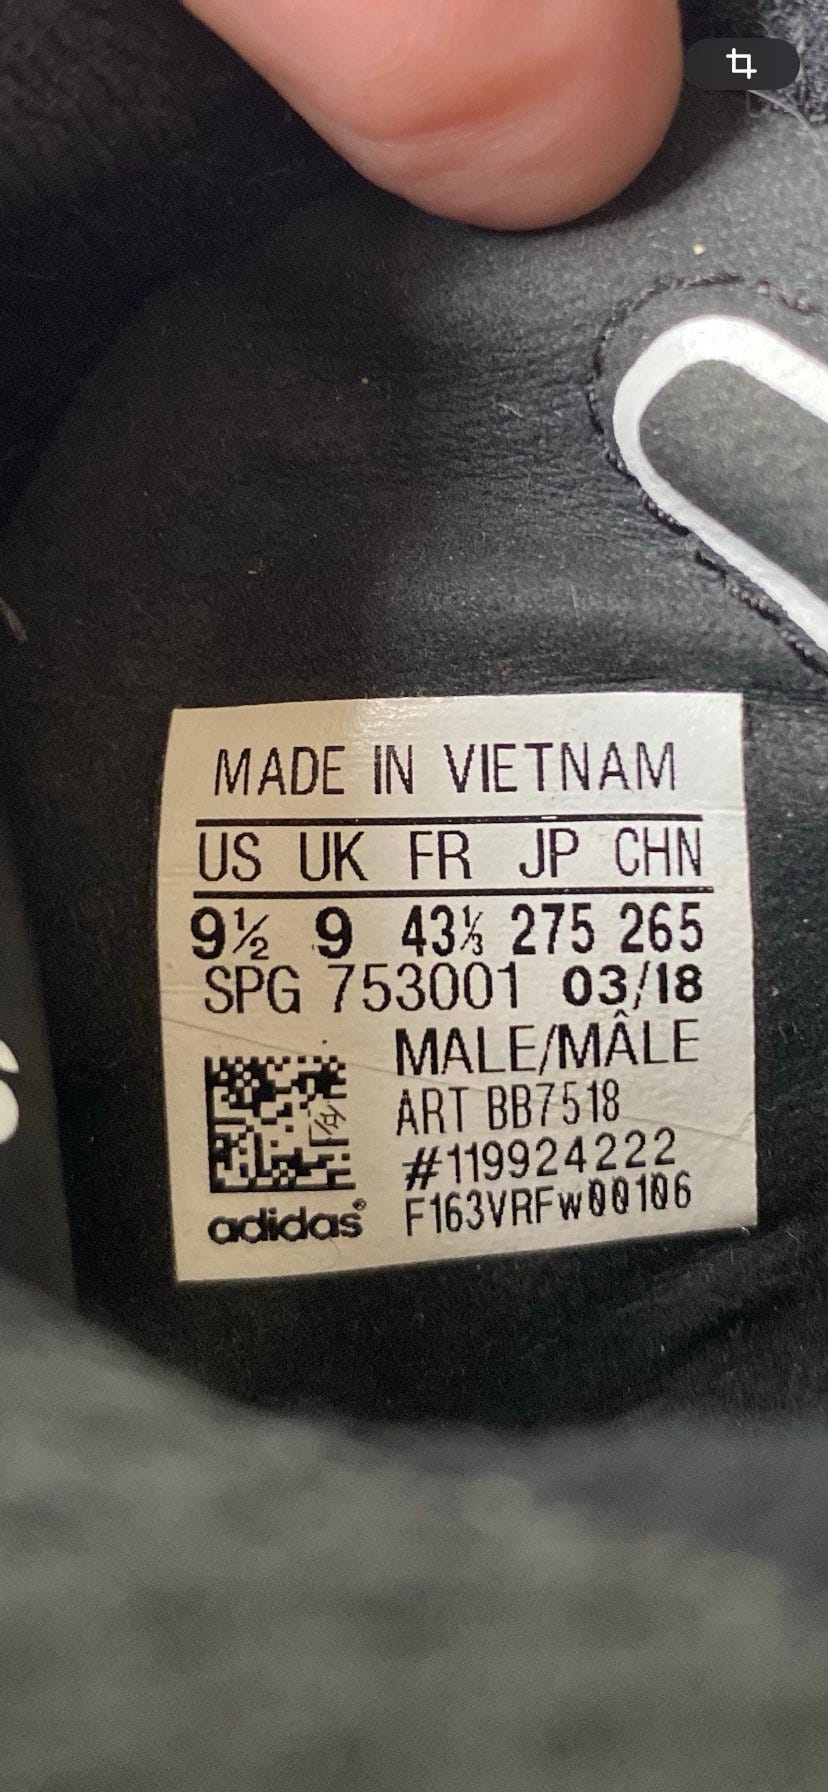 MADE IN VIETNAM
US UK FR JP CHN
9½ 9 43⅓ 275 265
SPG 753001 03/18
MALE/MÂLE
ART BB7518
#119924222
F163VRFw00106
adidas®